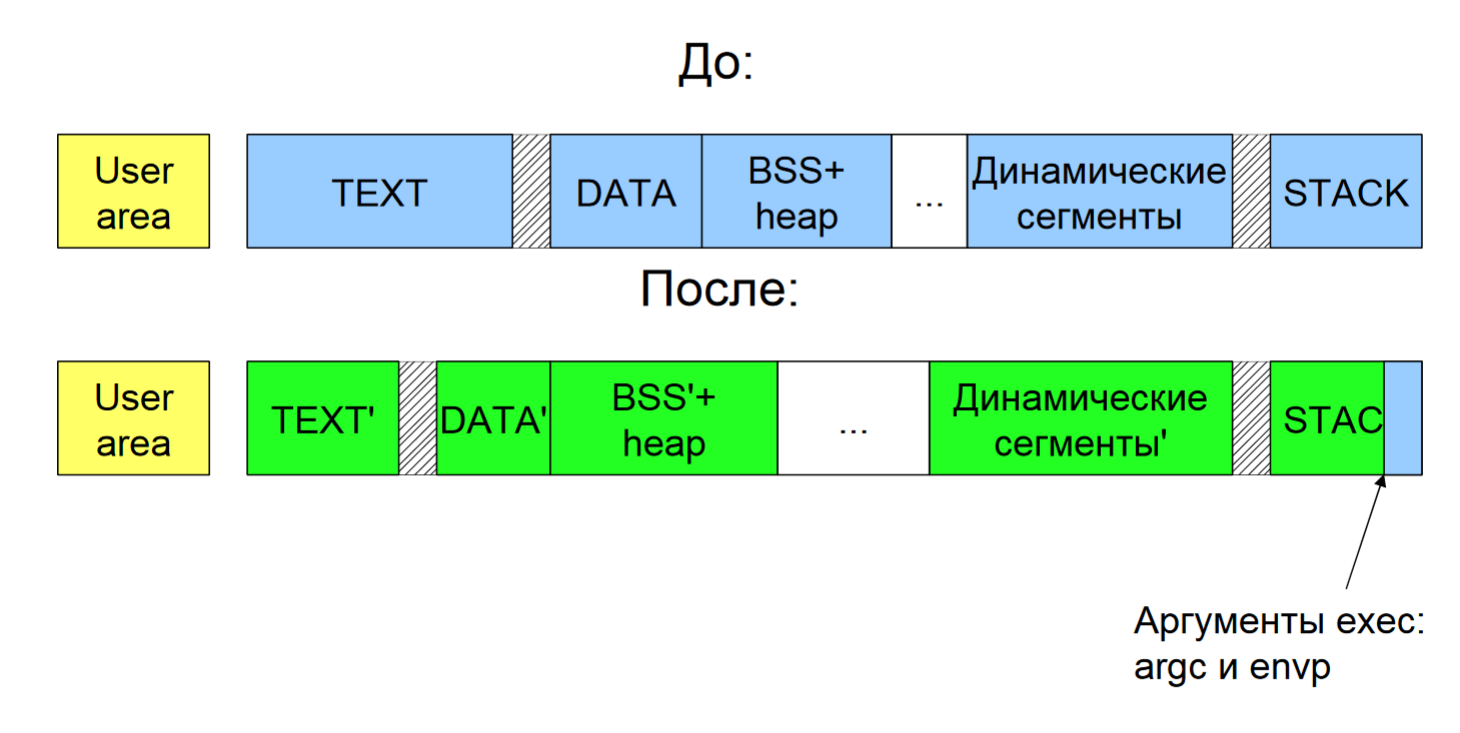 До:
User
area
TEXT
DATA
BSS+
heap
...
Динамические
сегменты
STACK
После:
User
area
TEXT'
DATA'
BSS'+
heap
...
Динамические
сегменты'
STAC
Аргументы exec:
argc и envp